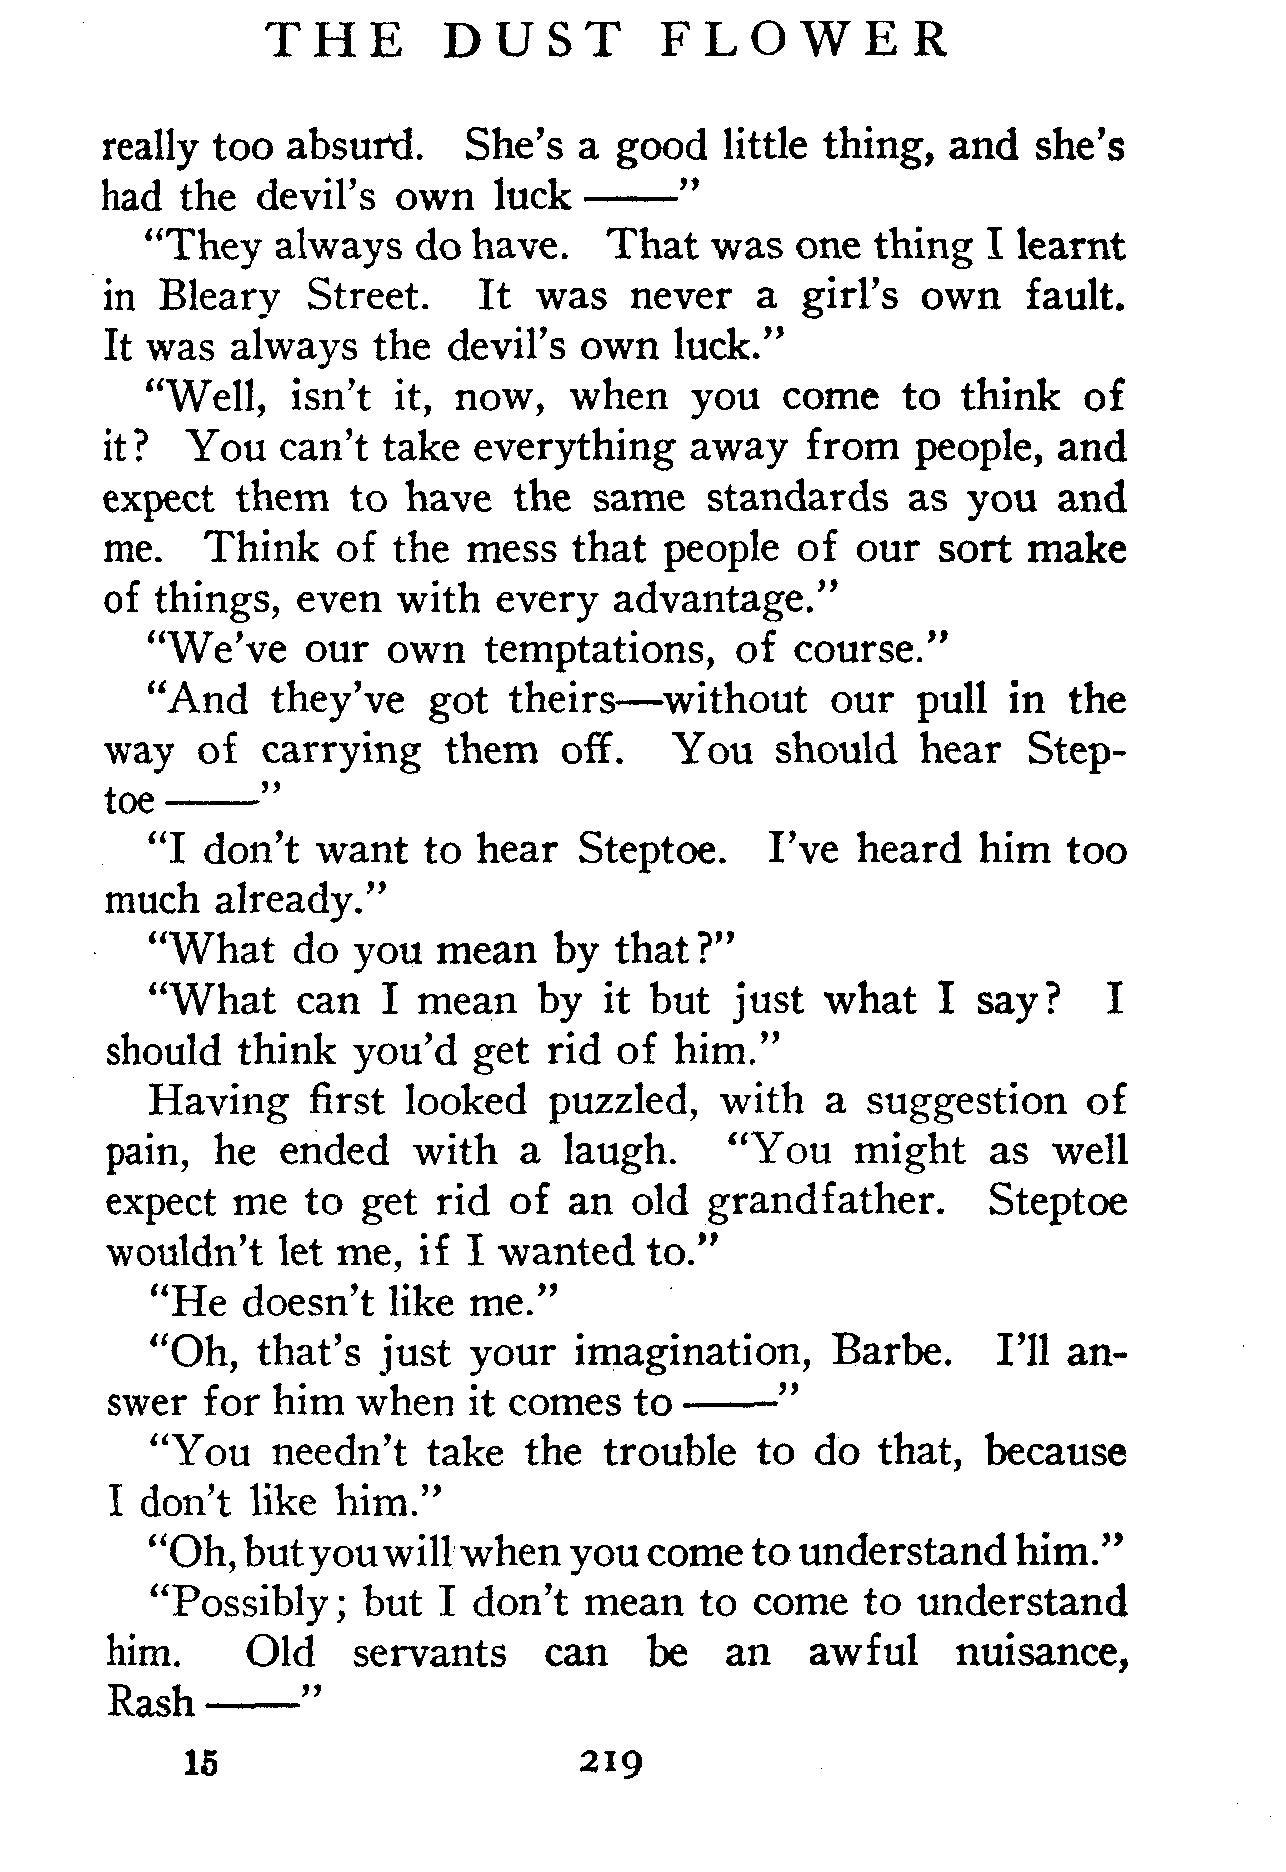 THE DUST FLOWER
really too absurd. She's a good little thing, and she's
had the devil's own luck ——"
"They always do have. That was one thing I learnt
in Bleary Street. It was never a girl's own fault.
It was always the devil's own luck."
"Well, isn't it, now, when you come to think of
it? You can't take everything away from people, and
expect them to have the same standards as you and
me. Think of the mess that people of our sort make
of things, even with every advantage."
"We've our own temptations, of course."
"And they've got theirs—without our pull in the
way of carrying them off. You should hear Step-
toe ——"
"I don't want to hear Steptoe. I've heard him too
much already."
"What do you mean by that?"
"What can I mean by it but just what I say? I
should think you'd get rid of him."
Having first looked puzzled, with a suggestion of
pain, he ended with a laugh. "You might as well
expect me to get rid of an old grandfather. Steptoe
wouldn't let me, if I wanted to."
"He doesn't like me."
"Oh, that's just your imagination, Barbe. I'll an-
swer for him when it comes to ——"
"You needn't take the trouble to do that, because
I don't like him."
"Oh, but you will when you come to understand him."
"Possibly; but I don't mean to come to understand
him. Old servants can be an awful nuisance,
Rash ——"
15 219